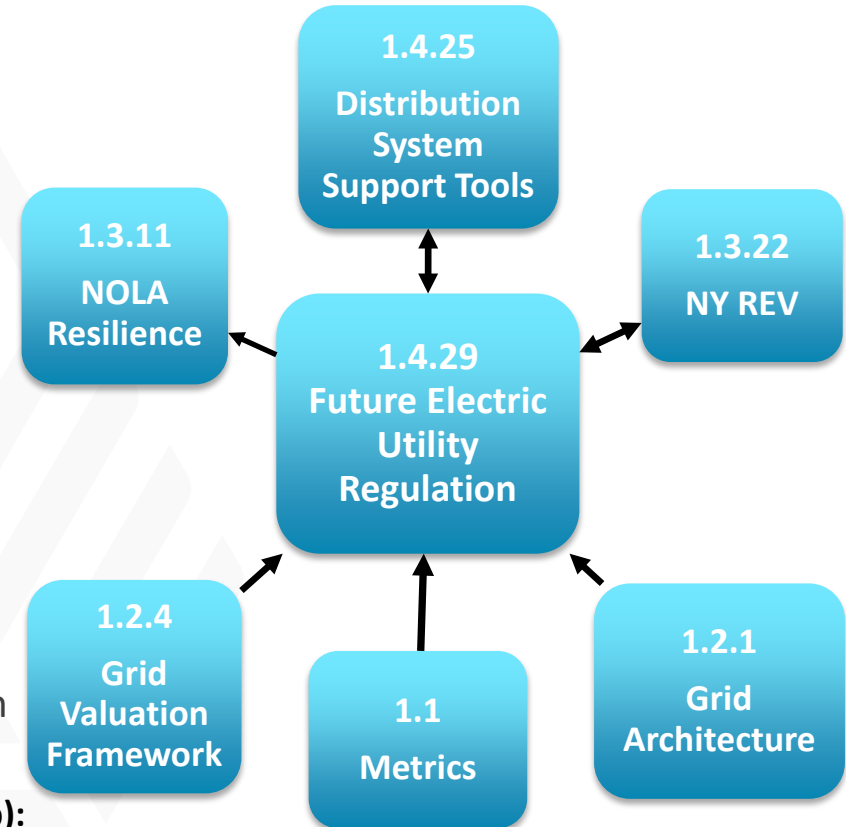 1.4.25
Distribution
System
Support Tools
1.3.11
NOLA
Resilience
1.3.22
NY REV
1.4.29
Future Electric
Utility
Regulation
1.2.4
Grid
Valuation
Framework
1.1
Metrics
1.2.1
Grid
Architecture